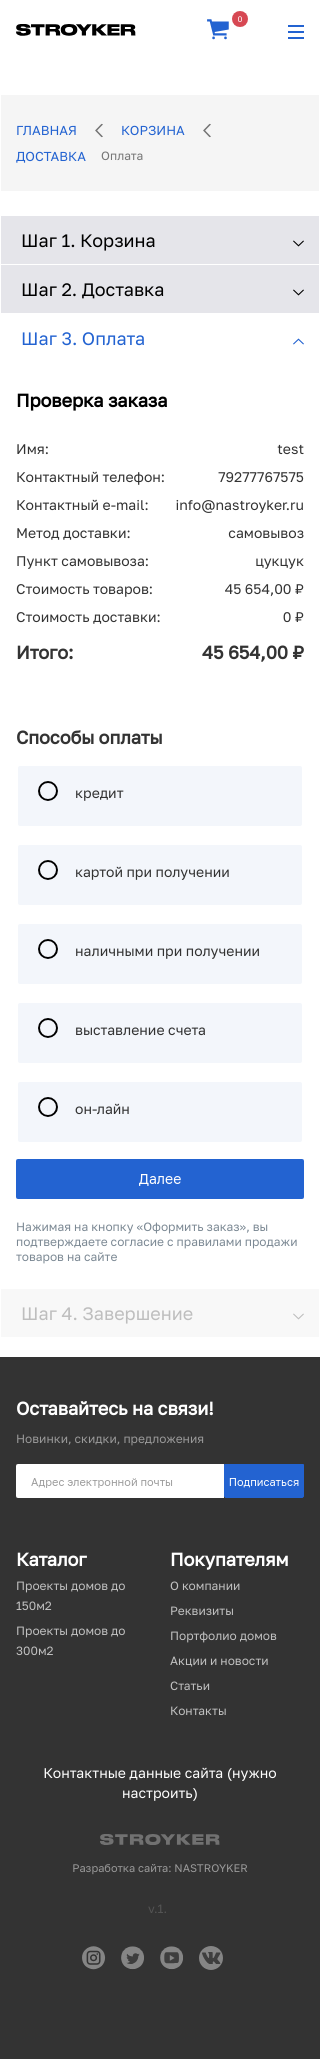 STROYKER
0
ГЛАВНАЯ КОРЗИНА
ДОСТАВКА Оплата
Шаг 1. Корзина
Шаг 2. Доставка
Шаг 3. Оплата
Проверка заказа
Имя: test
Контактный телефон: 79277767575
Контактный e-mail: info@nastroyker.ru
Метод доставки: самовывоз
Пункт самовывоза: цукцук
Стоимость товаров: 45 654,00 ₽
Стоимость доставки: 0 ₽
Итого: 45 654,00 ₽
Способы оплаты
кредит
картой при получении
наличными при получении
выставление счета
он-лайн
Далее
Нажимая на кнопку «Оформить заказ», вы
подтверждаете согласие с правилами продажи
товаров на сайте
Шаг 4. Завершение
Оставайтесь на связи!
Новинки, скидки, предложения
Адрес электронной почты Подписаться
Каталог
Проекты домов до
150м2
Проекты домов до
300м2
Покупателям
О компании
Реквизиты
Портфолио домов
Акции и новости
Статьи
Контакты
Контактные данные сайта (нужно
настроить)
STROYKER
Разработка сайта: NASTROYKER
v.1.